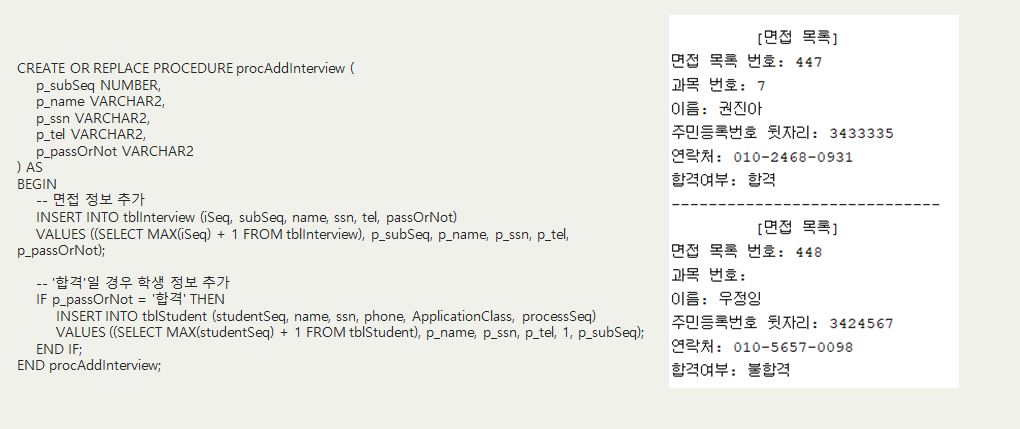 CREATE OR REPLACE PROCEDURE procAddInterview (
p_subSeq NUMBER,
p_name VARCHAR2,
p_ssn VARCHAR2,
p_tel VARCHAR2,
p_passOrNot VARCHAR2
) AS
BEGIN
-- 면접 정보 추가
INSERT INTO tblInterview (iSeq, subSeq, name, ssn, tel, passOrNot)
VALUES ((SELECT MAX(iSeq) + 1 FROM tblInterview), p_subSeq, p_name, p_ssn, p_tel,
p_passOrNot);
-- '합격'일 경우 학생 정보 추가
IF p_passOrNot = '합격' THEN
INSERT INTO tblStudent (studentSeq, name, ssn, phone, ApplicationClass, processSeq)
VALUES ((SELECT MAX(studentSeq) + 1 FROM tblStudent), p_name, p_ssn, p_tel, 1, p_subSeq);
END IF;
END procAddInterview;
[면접 목록]
면접 목록 번호: 447
과목 번호: 7
이름: 권진아
주민등록번호 뒷자리: 3433335
연락처: 010-2468-0931
합격여부: 합격
-----------------------------
[면접 목록]
면접 목록 번호: 448
과목 번호:
이름: 우정잉
주민등록번호 뒷자리: 3424567
연락처: 010-5657-0098
합격여부: 불합격